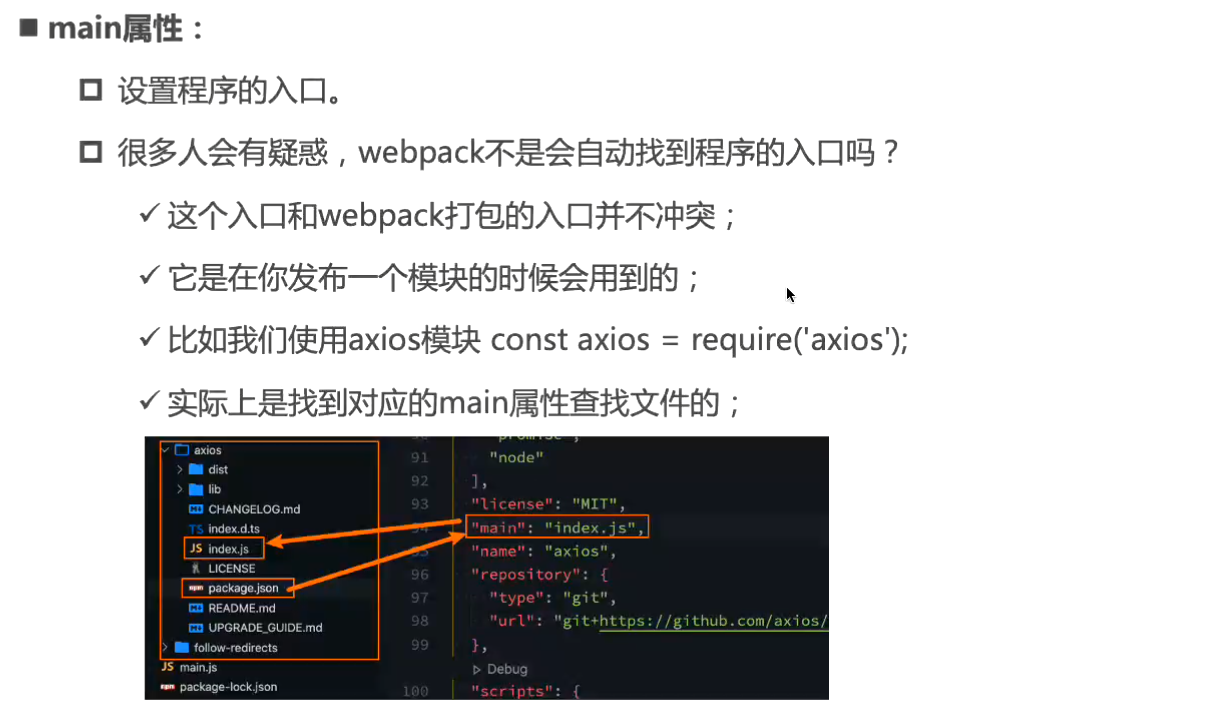 main属性：
设置程序的入口。
很多人会有疑惑，webpack不是会自动找到程序的入口吗？
这个入口和webpack打包的入口并不冲突；
它是在你发布一个模块的时候会用到的；
比如我们使用axios模块 const axios = require('axios');
实际上是找到对应的main属性查找文件的；
axios
dist
lib
CHANGELOG.md
TS index.d.ts
JS index.js
LICENSE
package.json
README.md
UPGRADE_GUIDE.md
follow-redirects
JS main.js
package-lock.json
91 "node"
92 ],
93 "license": "MIT",
94 "main": "index.js",
95 "name": "axios",
96 "repository": {
97 "type": "git",
98 "url": "git+https://github.com/axios/
99 },
Debug
100 "scripts": {